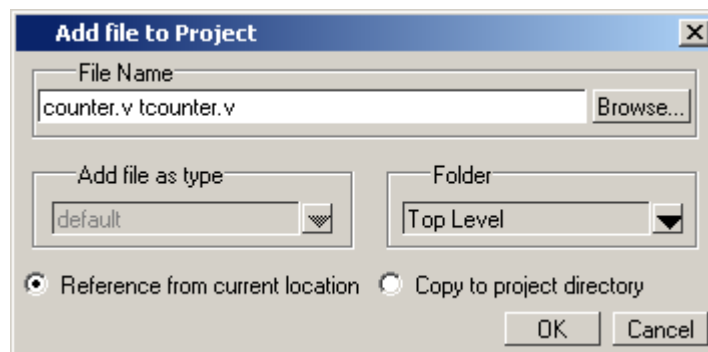 Add file to Project
File Name
counter.v tcounter.v
Browse...
Add file as type
Folder
default
Top Level
Reference from current location
Copy to project directory
OK
Cancel